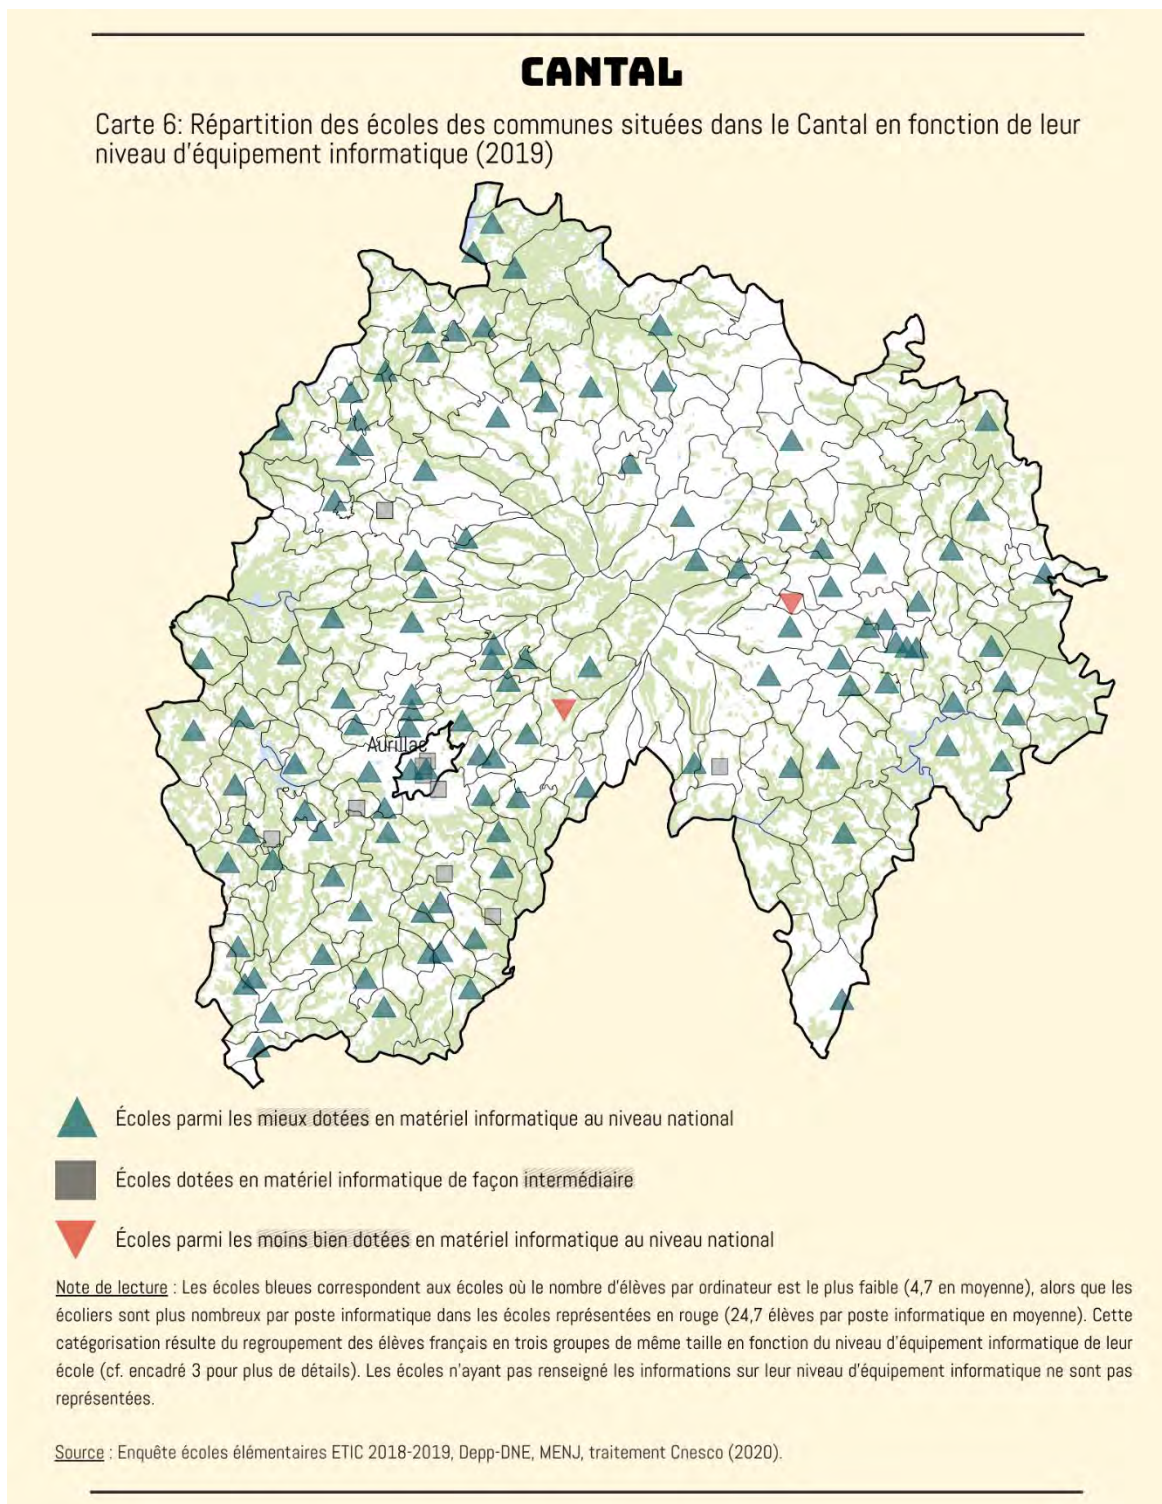 CANTAL
Carte 6: Répartition des écoles des communes situées dans le Cantal en fonction de leur
niveau d'équipement informatique (2019)
Aurillac
Écoles parmi les mieux dotées en matériel informatique au niveau national
Écoles dotées en matériel informatique de façon intermédiaire
Écoles parmi les moins bien dotées en matériel informatique au niveau national
Note de lecture : Les écoles bleues correspondent aux écoles où le nombre d'élèves par ordinateur est le plus faible (4,7 en moyenne), alors que les
écoliers sont plus nombreux par poste informatique dans les écoles représentées en rouge (24,7 élèves par poste informatique en moyenne). Cette
catégorisation résulte du regroupement des élèves français en trois groupes de même taille en fonction du niveau d'équipement informatique de leur
école (cf. encadré 3 pour plus de détails). Les écoles n'ayant pas renseigné les informations sur leur niveau d'équipement informatique ne sont pas
représentées.
Source : Enquête écoles élémentaires ETIC 2018-2019, Depp-DNE, MENJ, traitement Cnesco (2020).